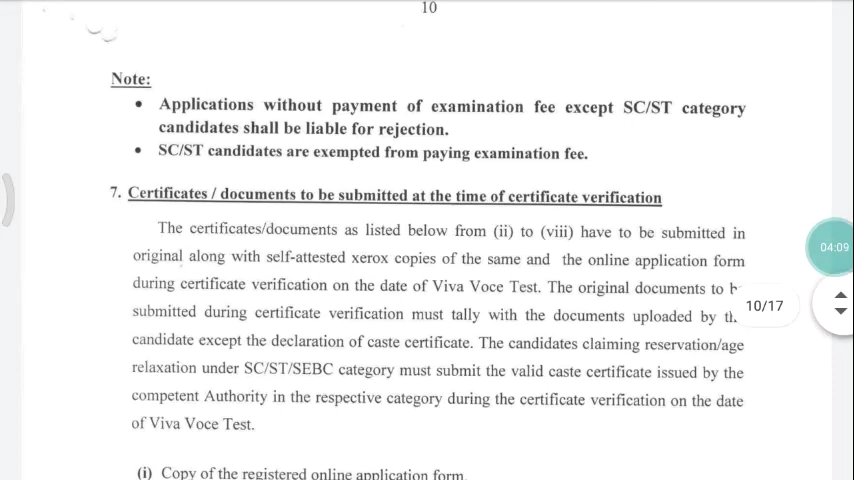 10
Note:
• Applications without payment of examination fee except SC/ST category
candidates shall be liable for rejection.
• SC/ST candidates are exempted from paying examination fee.
7. Certificates / documents to be submitted at the time of certificate verification
The certificates/documents as listed below from (ii) to (viii) have to be submitted in
original along with self-attested xerox copies of the same and the online application form
during certificate verification on the date of Viva Voce Test. The original documents to
submitted during certificate verification must tally with the documents uploaded by
candidate except the declaration of caste certificate. The candidates claiming reservation/age
relaxation under SC/ST/SEBC category must submit the valid caste certificate issued by the
competent Authority in the respective category during the certificate verification on the date
of Viva Voce Test.
(i) Copy of the registered online application form.
04:09
10/17